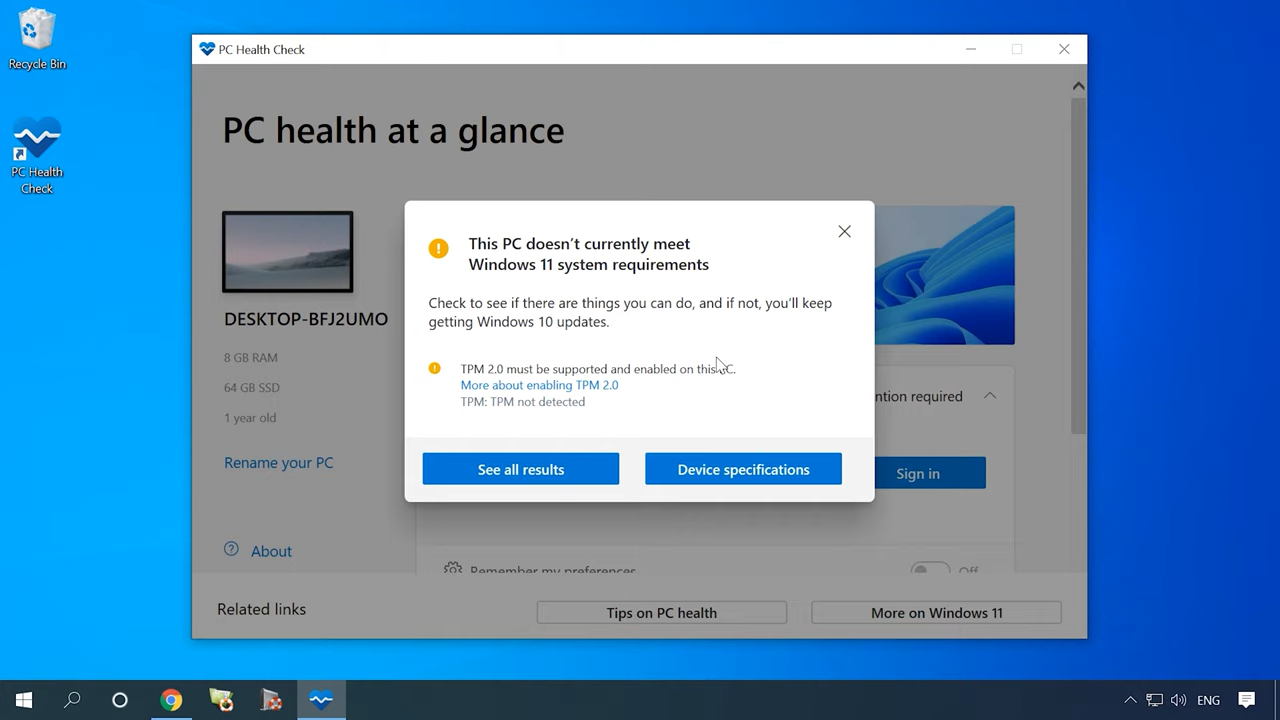 Recycle Bin
PC Health
Check
PC Health Check
PC health at a glance
DESKTOP-BFJ2UMO
8 GB RAM
64 GB SSD
1 year old
Rename your PC
About
This PC doesn't currently meet
Windows 11 system requirements
Check to see if there are things you can do, and if not, you'll keep
getting Windows 10 updates.
TPM 2.0 must be supported and enabled on this PC.
More about enabling TPM 2.0
TPM: TPM not detected
See all results
Device specifications
ntion required
Sign in
Remember my preferences
Off
Related links
Tips on PC health
More on Windows 11
ENG